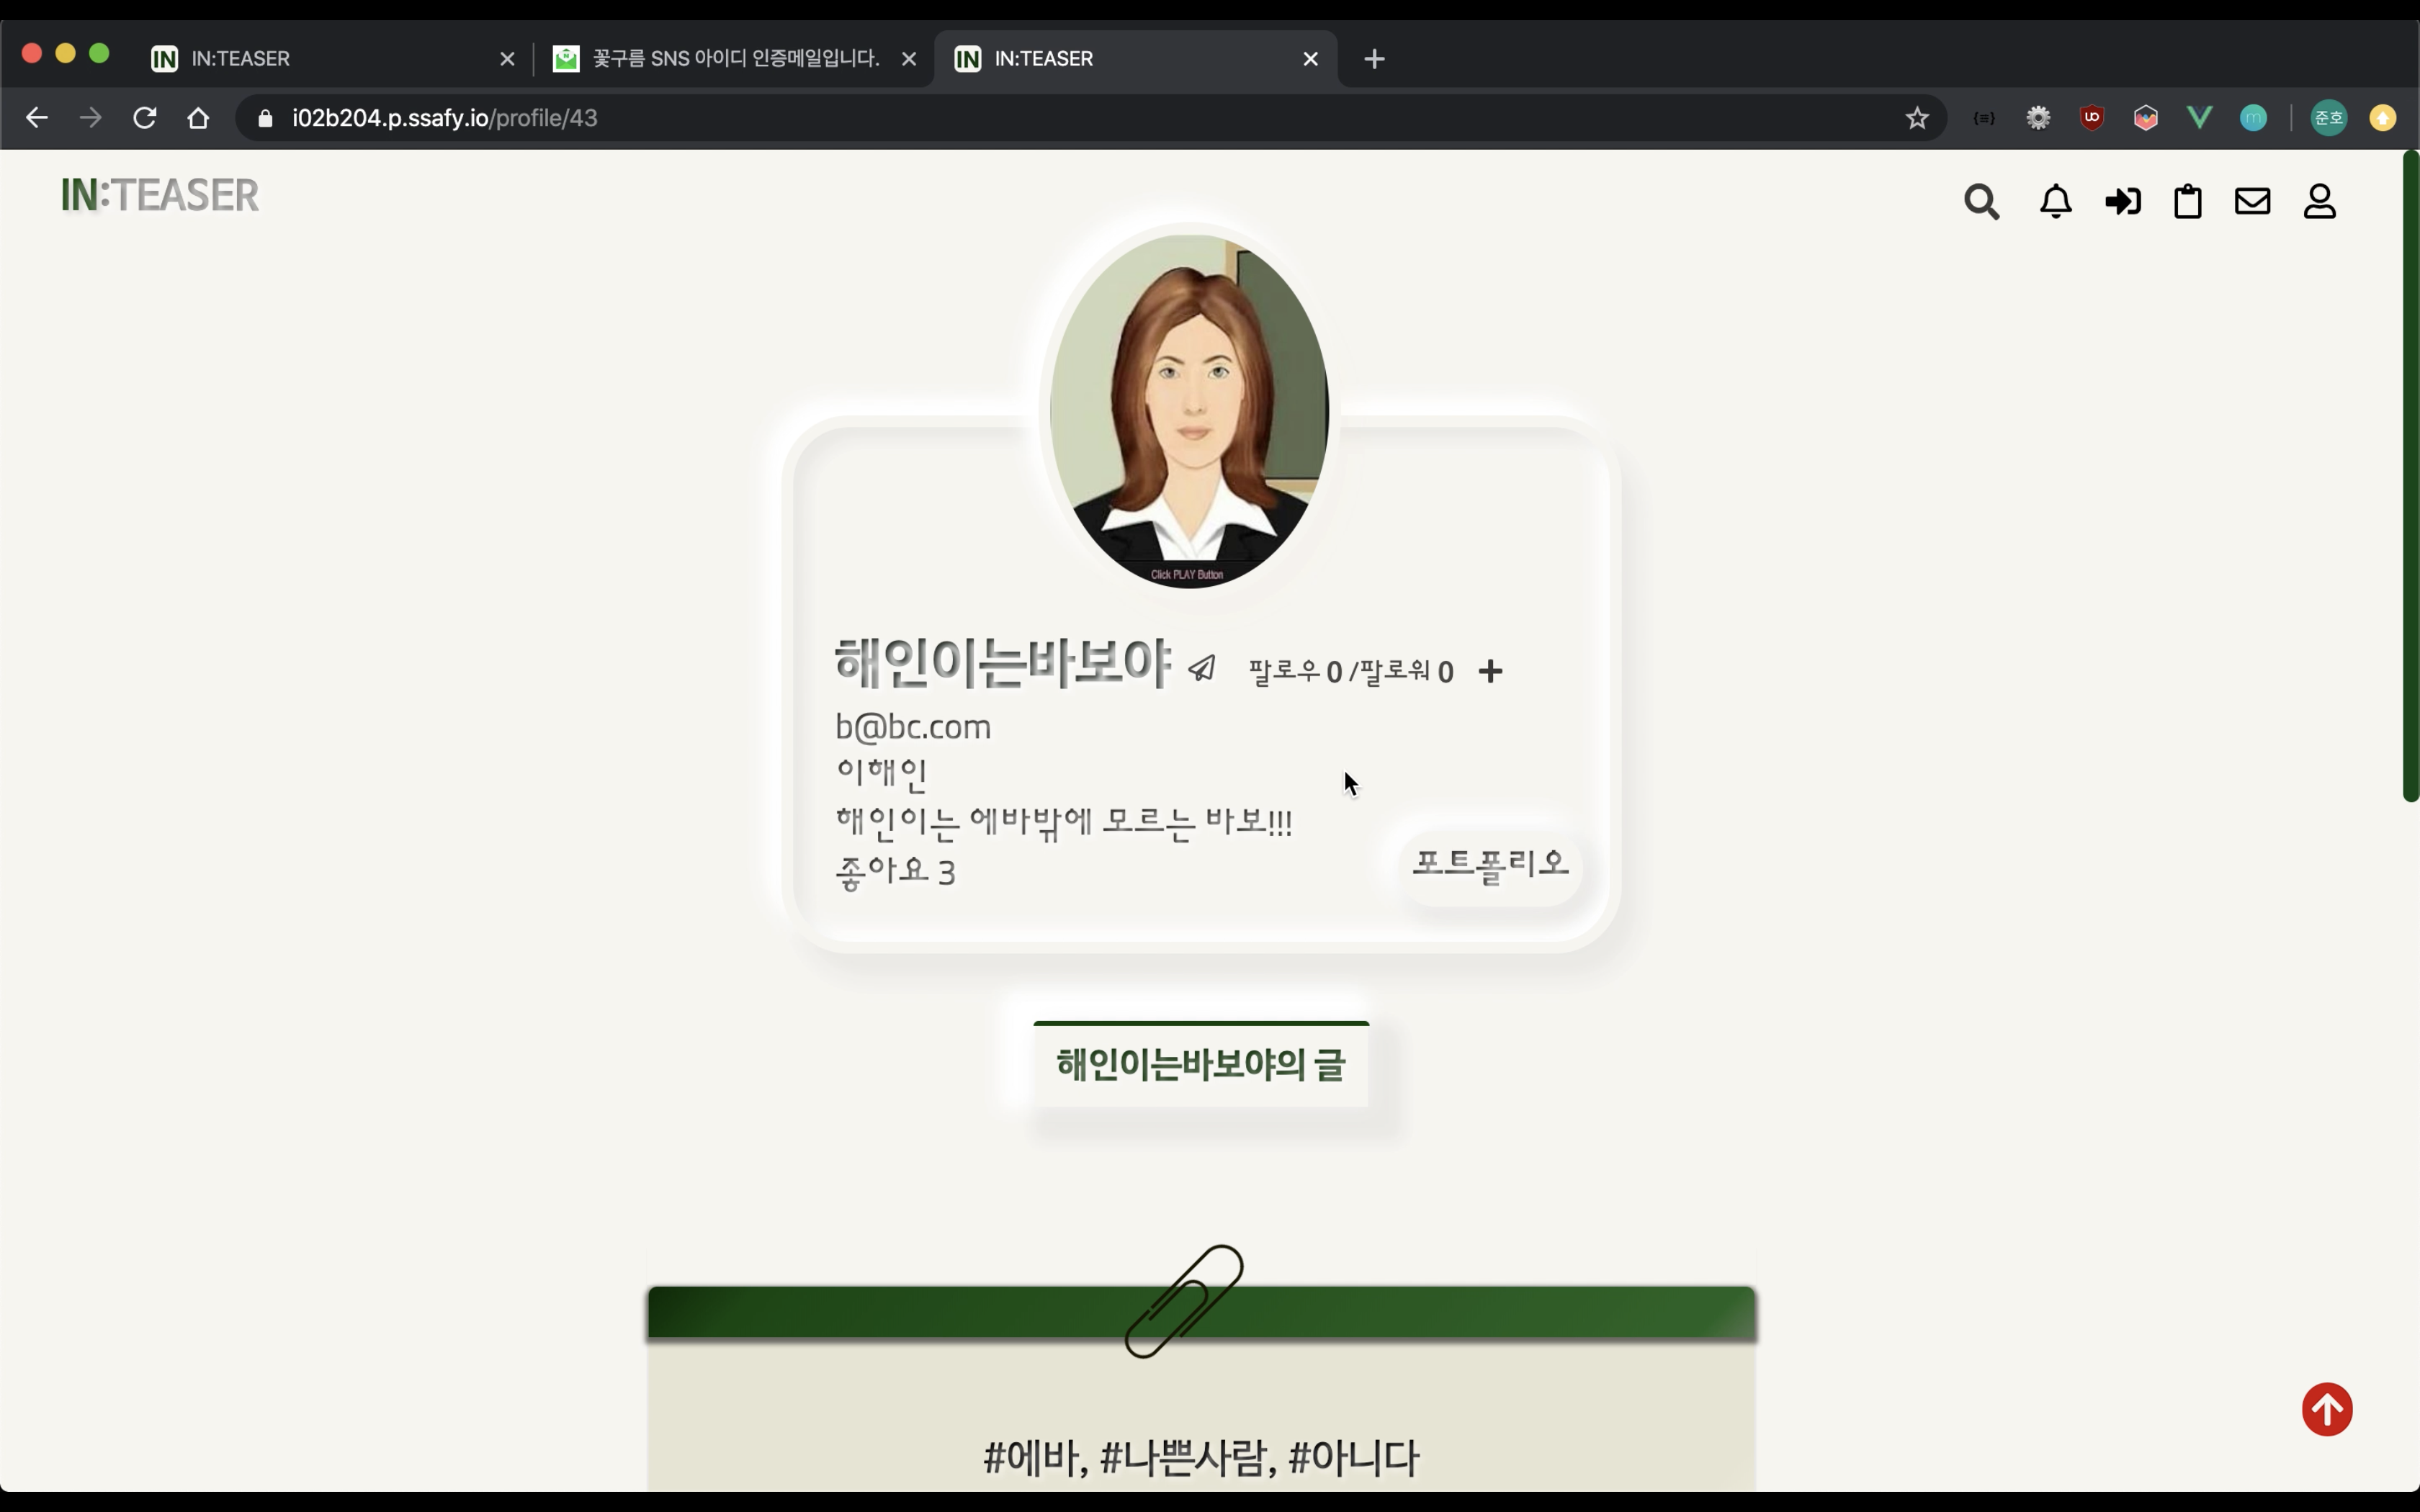 IN IN:TEASER
꽃구름 SNS 아이디 인증메일입니다.
IN IN:TEASER
i02b204.p.ssafy.io/profile/43
준호
IN:TEASER
Click PLAY Button
해인이는바보야 팔로우 0 /팔로워 0 +
b@bc.com
이해인
해인이는 에바밖에 모르는 바보!!!
좋아요 3
포트폴리오
해인이는바보야의 글
#에바, #나쁜사람, #아니다